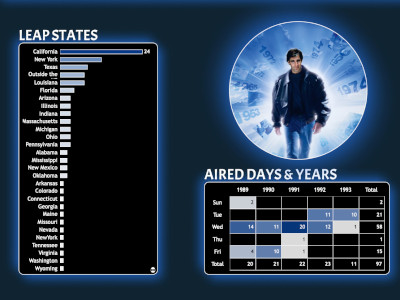 LEAP STATES
California 24
New York
Texas
Outside the
Louisiana
Florida
Arizona
Illinois
Indiana
Massachusetts
Michigan
Ohio
Pennsylvania
Alabama
Mississippi
New Mexico
Oklahoma
Arkansas
Colorado
Connecticut
Georgia
Maine
Missouri
Nevada
NewYork
Tennessee
Virginia
Washington
Wyoming
AIRED DAYS & YEARS
1989 1990 1991 1992 1993 Total
Sun 2 2
Tue 11 10 21
Wed 14 11 20 12 1 58
Thu 1 1
Fri 4 10 1 15
Total 20 21 22 23 11 97